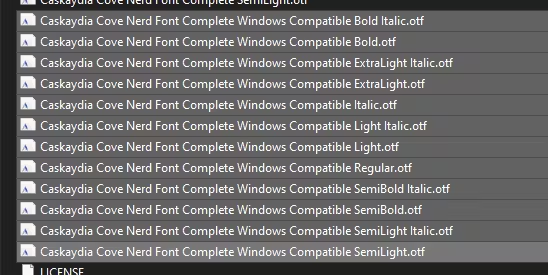 Caskaydia Cove Nerd Font Complete SemiLight.otf
Caskaydia Cove Nerd Font Complete Windows Compatible Bold Italic.otf
Caskaydia Cove Nerd Font Complete Windows Compatible Bold.otf
Caskaydia Cove Nerd Font Complete Windows Compatible ExtraLight Italic.otf
Caskaydia Cove Nerd Font Complete Windows Compatible ExtraLight.otf
Caskaydia Cove Nerd Font Complete Windows Compatible Italic.otf
Caskaydia Cove Nerd Font Complete Windows Compatible Light Italic.otf
Caskaydia Cove Nerd Font Complete Windows Compatible Light.otf
Caskaydia Cove Nerd Font Complete Windows Compatible Regular.otf
Caskaydia Cove Nerd Font Complete Windows Compatible SemiBold Italic.otf
Caskaydia Cove Nerd Font Complete Windows Compatible SemiBold.otf
Caskaydia Cove Nerd Font Complete Windows Compatible SemiLight Italic.otf
Caskaydia Cove Nerd Font Complete Windows Compatible SemiLight.otf
LICENSE